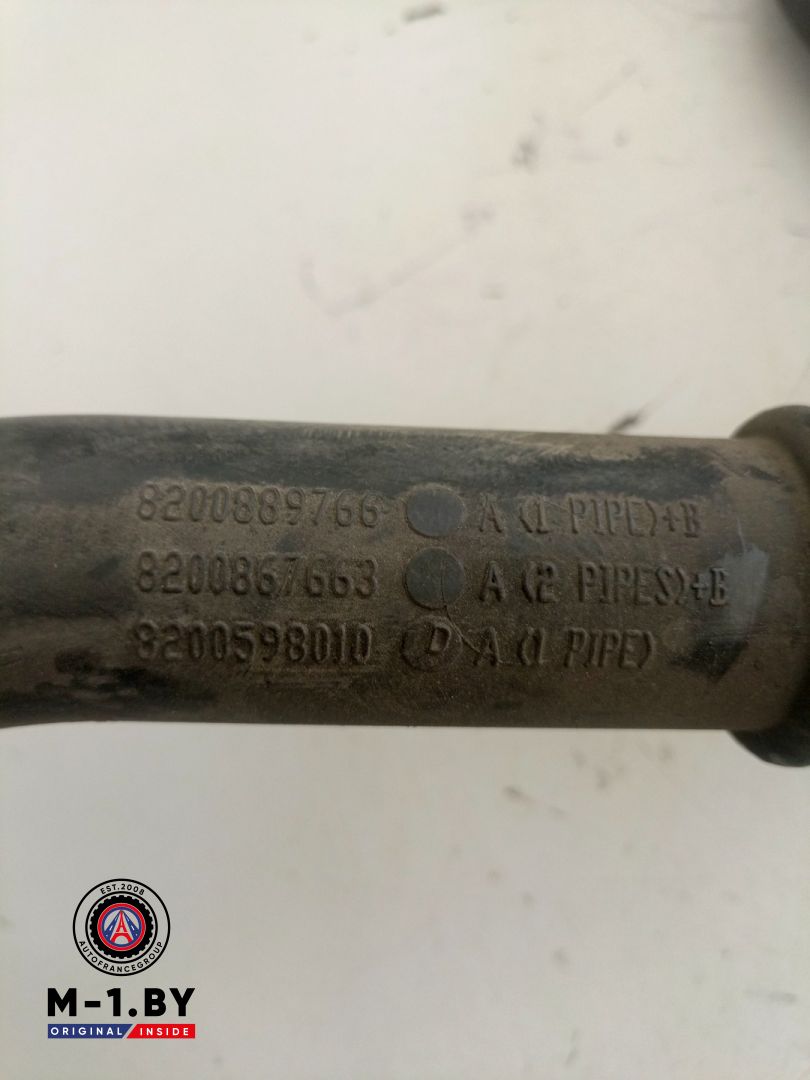 8200889766 A (1 PIPE)+B
8200867663 A (2 PIPES)+B
8200598010 D A (1 PIPE)
EST.2008
AUTOFRANCEGROUP
M-1.BY
ORIGINAL INSIDE